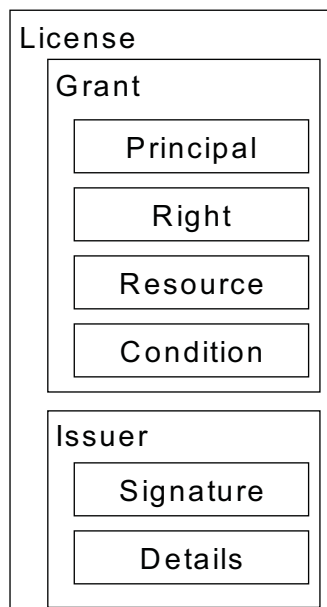 License
Grant
Principal
Right
Resource
Condition
Issuer
Signature
Details